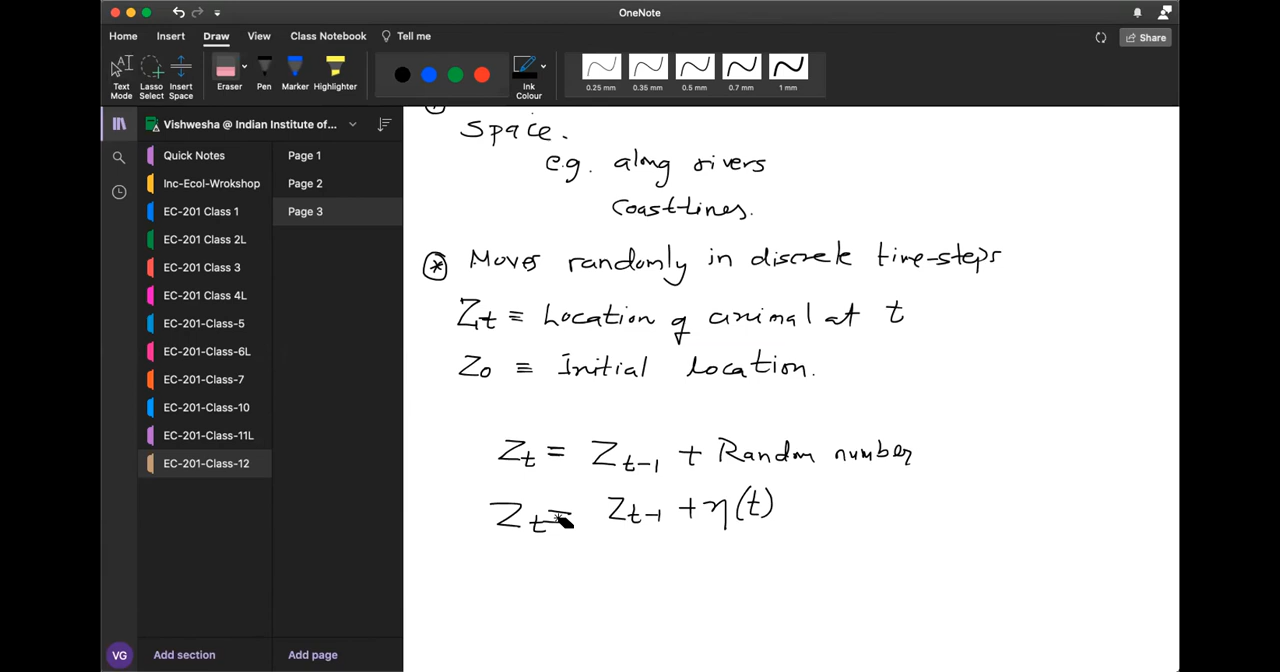 OneNote
Home Insert Draw View Class Notebook Tell me
Share
Text Mode
Lasso Select
Insert Space
Eraser
Pen
Marker
Highlighter
Ink Colour
0.25 mm
0.35 mm
0.5 mm
0.7 mm
1 mm
Vishwesha @ Indian Institute of...
Quick Notes
Inc-Ecol-Wrokshop
EC-201 Class 1
EC-201 Class 2L
EC-201 Class 3
EC-201 Class 4L
EC-201-Class-5
EC-201-Class-6L
EC-201-Class-7
EC-201-Class-10
EC-201-Class-11L
EC-201-Class-12
Page 1
Page 2
Page 3
Space.
e.g. along rivers
Coast-lines.
* Moves randomly in discrete time-steps
Zt ≡ Location of animal at t
Z0 ≡ Initial location.
Zt = Zt-1 + Random number
Zt = Zt-1 + η(t)
VG
Add section
Add page